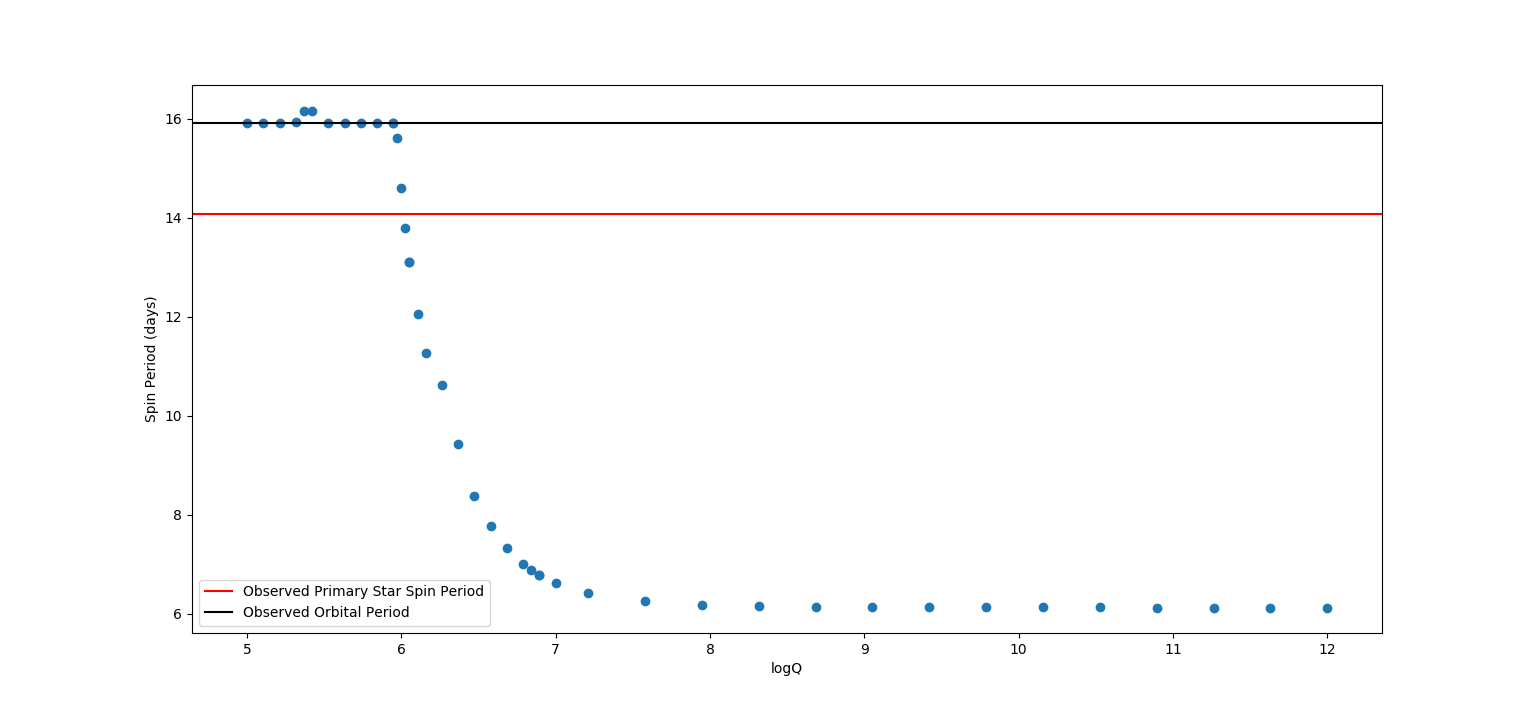 16
14
12
10
8
6
Spin Period (days)
Observed Primary Star Spin Period
Observed Orbital Period
5 6 7 8 9 10 11 12
logQ